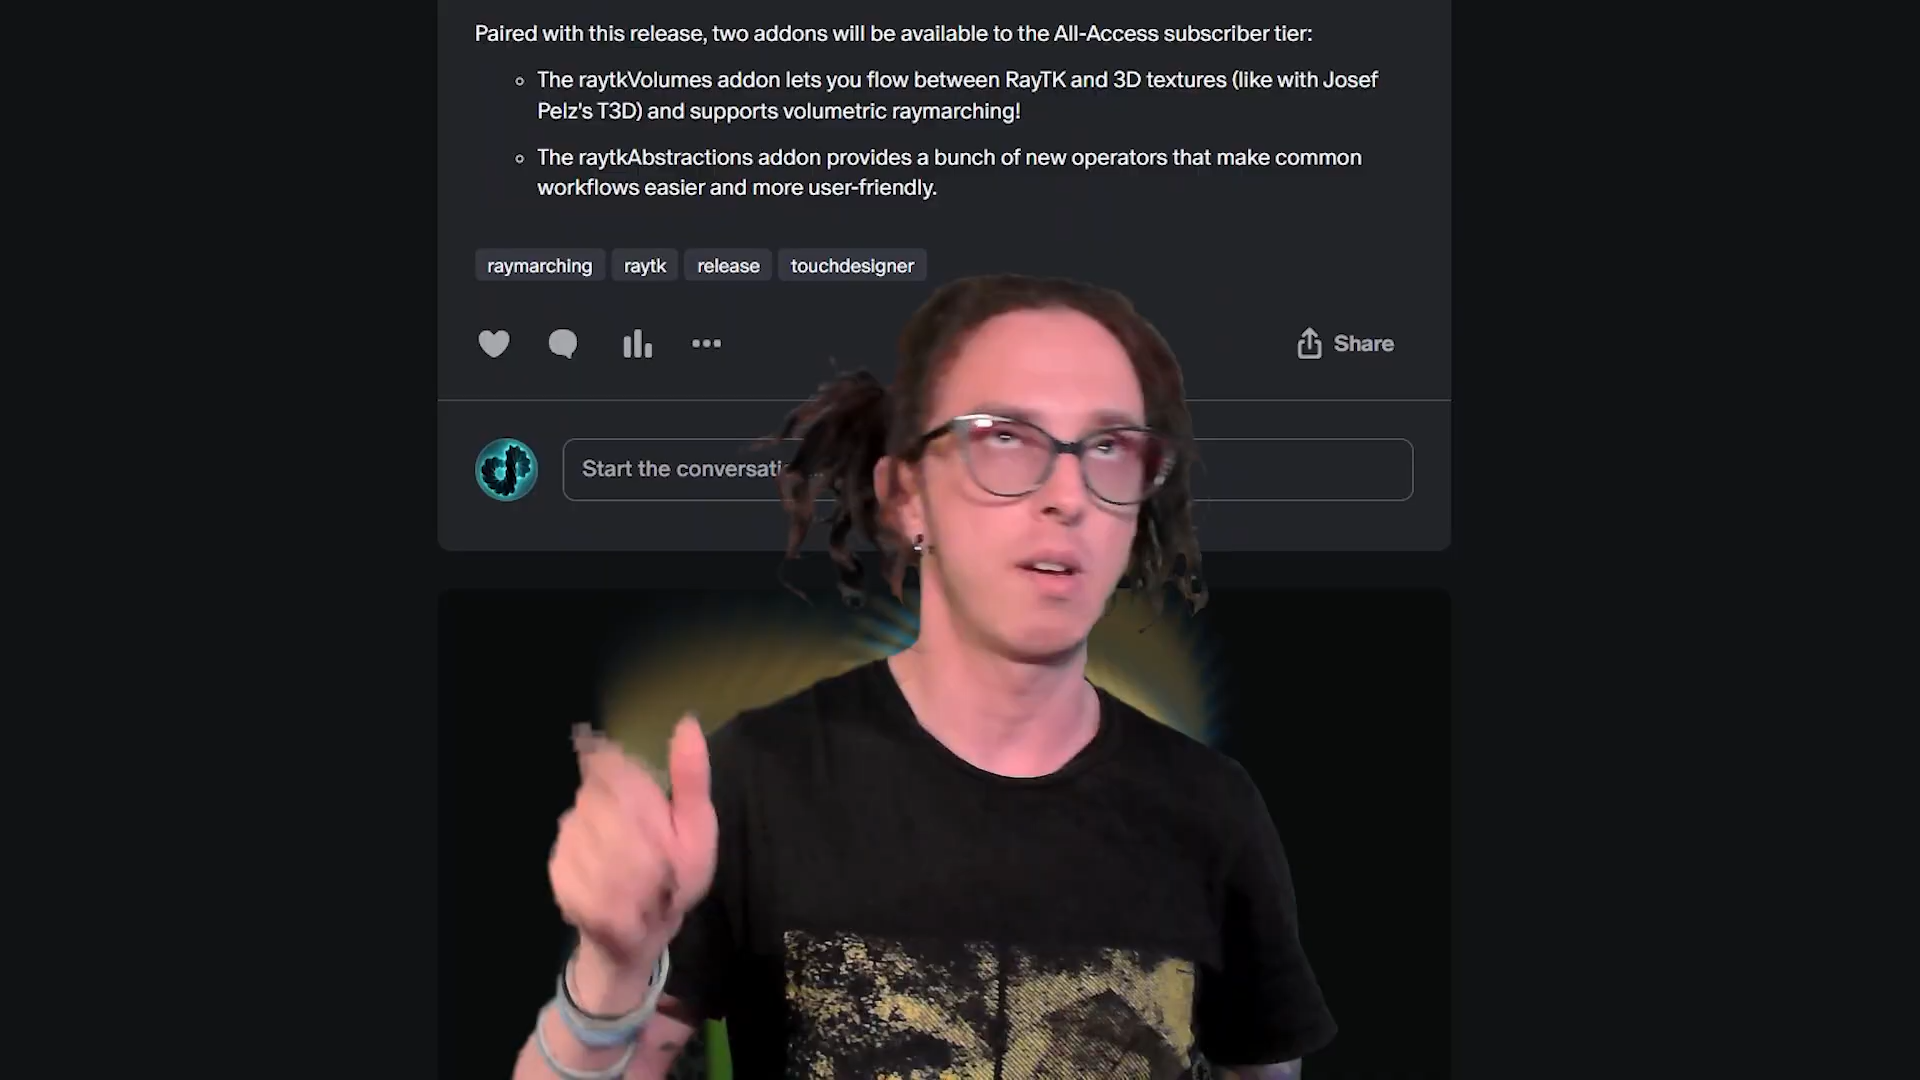 Paired with this release, two addons will be available to the All-Access subscriber tier:
The raytkVolumes addon lets you flow between RayTK and 3D textures (like with Josef
Pelz's T3D) and supports volumetric raymarching!
The raytkAbstractions addon provides a bunch of new operators that make common
workflows easier and more user-friendly.
raymarching raytk release touchdesigner
Share
Start the